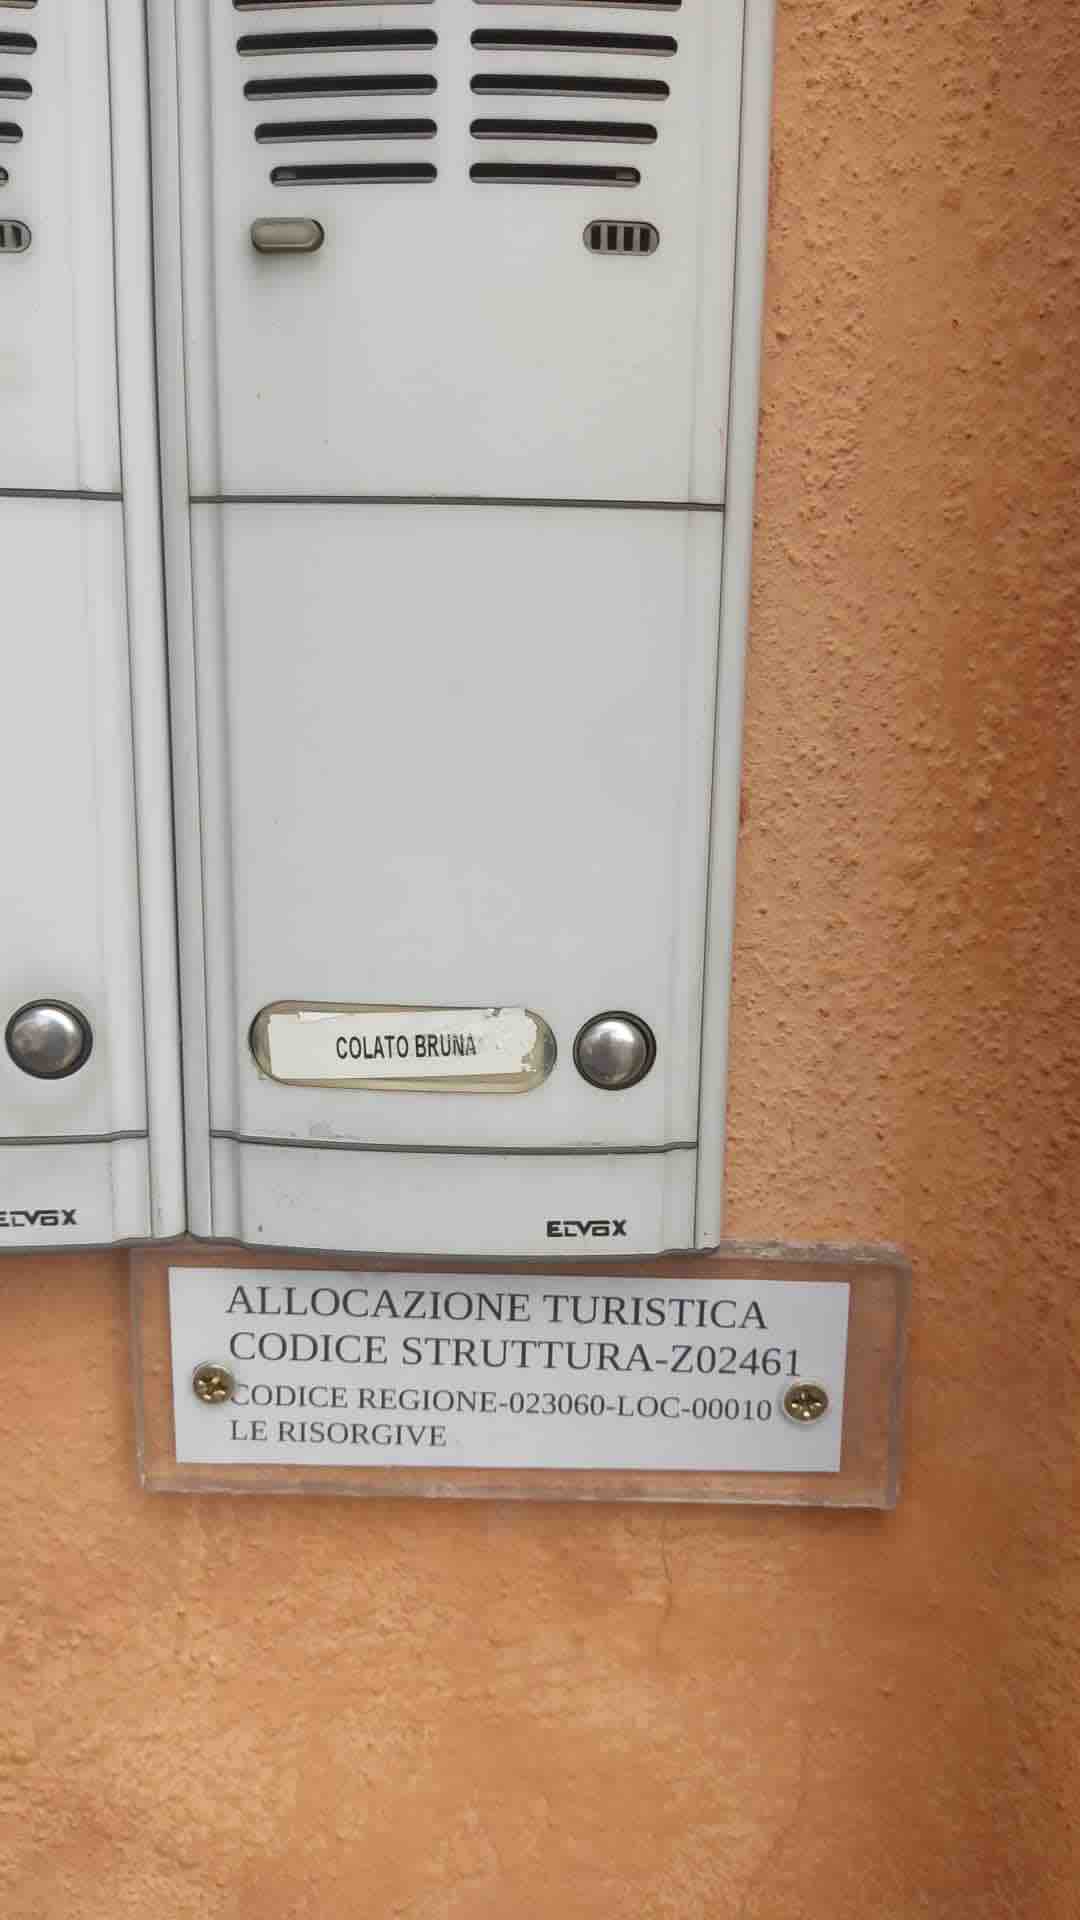 COLATO BRUNA
ELVOX
ELVOX
ALLOCAZIONE TURISTICA
CODICE STRUTTURA-Z02461
CODICE REGIONE-023060-LOC-00010
LE RISORGIVE